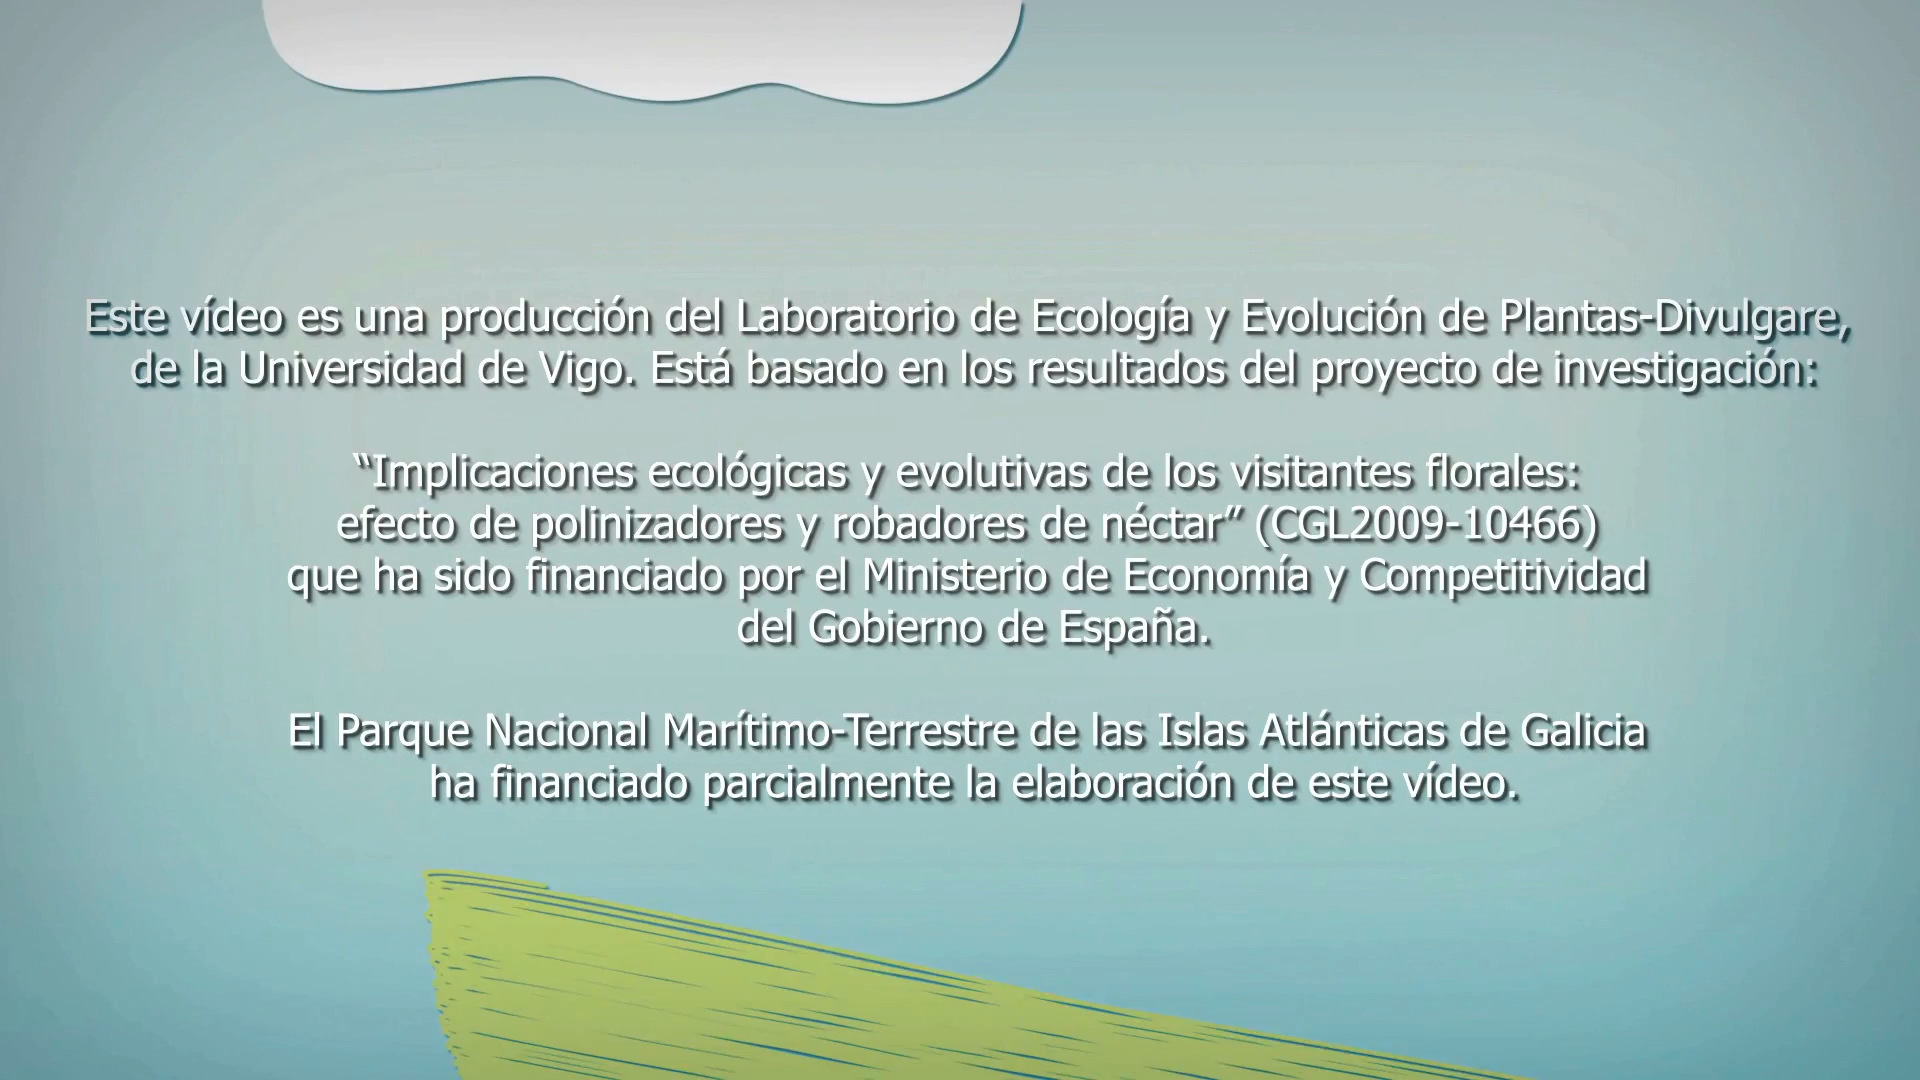 Este vídeo es una producción del Laboratorio de Ecología y Evolución de Plantas-Divulgare,
de la Universidad de Vigo. Está basado en los resultados del proyecto de investigación:
“Implicaciones ecológicas y evolutivas de los visitantes florales:
efecto de polinizadores y robadores de néctar” (CGL2009-10466)
que ha sido financiado por el Ministerio de Economía y Competitividad
del Gobierno de España.
El Parque Nacional Marítimo-Terrestre de las Islas Atlánticas de Galicia
ha financiado parcialmente la elaboración de este vídeo.